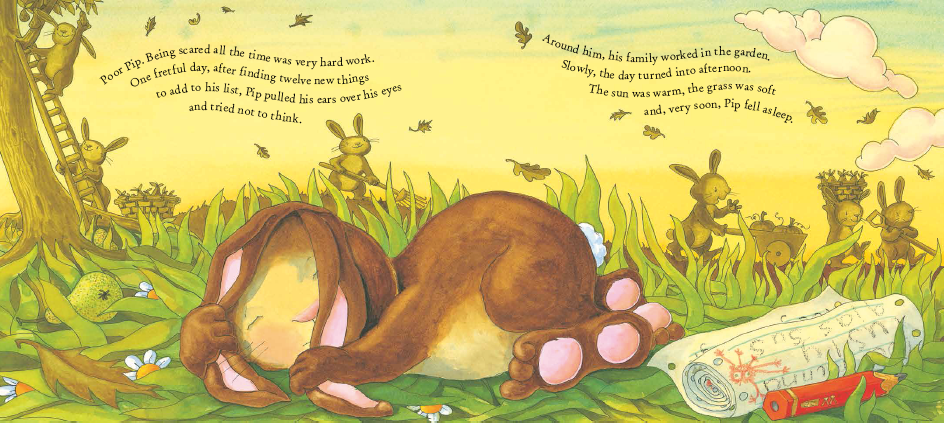 Poor Pip. Being scared all the time was very hard work.
One fretful day, after finding twelve new things
to add to his list, Pip pulled his ears over his eyes
and tried not to think.
Around him, his family worked in the garden.
Slowly, the day turned into afternoon.
The sun was warm, the grass was soft
and, very soon, Pip fell asleep.